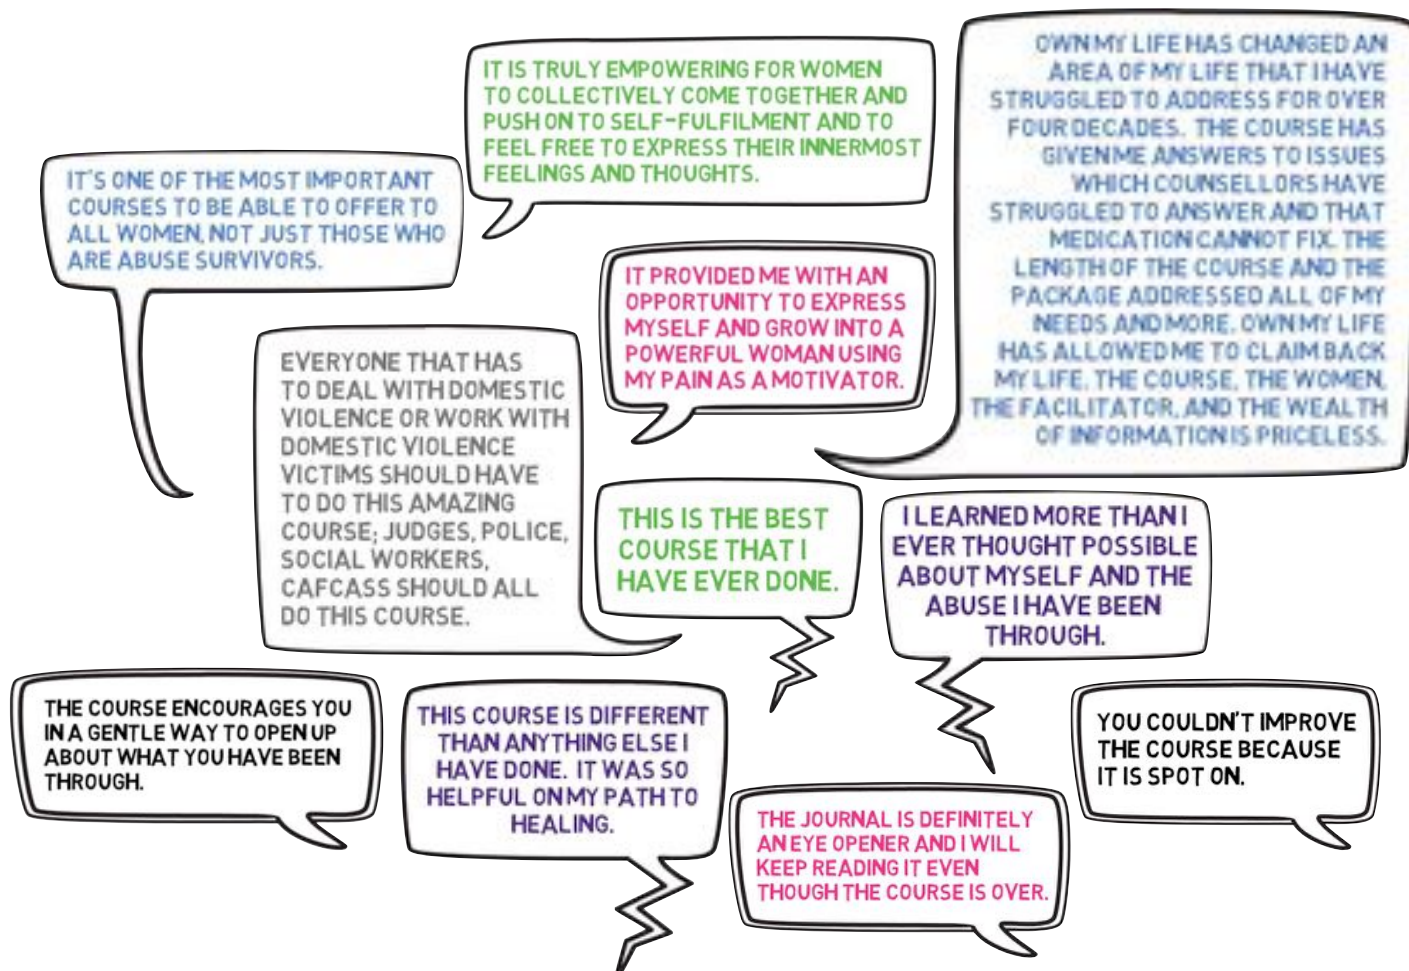 IT IS TRULY EMPOWERING FOR WOMEN
TO COLLECTIVELY COME TOGETHER AND
PUSH ON TO SELF-FULFILMENT AND TO
FEEL FREE TO EXPRESS THEIR INNERMOST
FEELINGS AND THOUGHTS.
OWN MY LIFE HAS CHANGED AN
AREA OF MY LIFE THAT I HAVE
STRUGGLED TO ADDRESS FOR OVER
FOUR DECADES. THE COURSE HAS
GIVEN ME ANSWERS TO ISSUES
WHICH COUNSELLORS HAVE
STRUGGLED TO ANSWER AND THAT
MEDICATION CANNOT FIX. THE
LENGTH OF THE COURSE AND THE
PACKAGE ADDRESSED ALL OF MY
NEEDS AND MORE. OWN MY LIFE
HAS ALLOWED ME TO CLAIM BACK
MY LIFE. THE COURSE, THE WOMEN,
THE FACILITATOR, AND THE WEALTH
OF INFORMATION IS PRICELESS.
IT'S ONE OF THE MOST IMPORTANT
COURSES TO BE ABLE TO OFFER TO
ALL WOMEN, NOT JUST THOSE WHO
ARE ABUSE SURVIVORS.
IT PROVIDED ME WITH AN
OPPORTUNITY TO EXPRESS
MYSELF AND GROW INTO A
POWERFUL WOMAN USING
MY PAIN AS A MOTIVATOR.
EVERYONE THAT HAS
TO DEAL WITH DOMESTIC
VIOLENCE OR WORK WITH
DOMESTIC VIOLENCE
VICTIMS SHOULD HAVE
TO DO THIS AMAZING
COURSE; JUDGES, POLICE,
SOCIAL WORKERS,
CAFCASS SHOULD ALL
DO THIS COURSE.
THIS IS THE BEST
COURSE THAT I
HAVE EVER DONE.
I LEARNED MORE THAN I
EVER THOUGHT POSSIBLE
ABOUT MYSELF AND THE
ABUSE I HAVE BEEN
THROUGH.
THE COURSE ENCOURAGES YOU
IN A GENTLE WAY TO OPEN UP
ABOUT WHAT YOU HAVE BEEN
THROUGH.
THIS COURSE IS DIFFERENT
THAN ANYTHING ELSE I
HAVE DONE. IT WAS SO
HELPFUL ON MY PATH TO
HEALING.
THE JOURNAL IS DEFINITELY
AN EYE OPENER AND I WILL
KEEP READING IT EVEN
THOUGH THE COURSE IS OVER.
YOU COULDN'T IMPROVE
THE COURSE BECAUSE
IT IS SPOT ON.